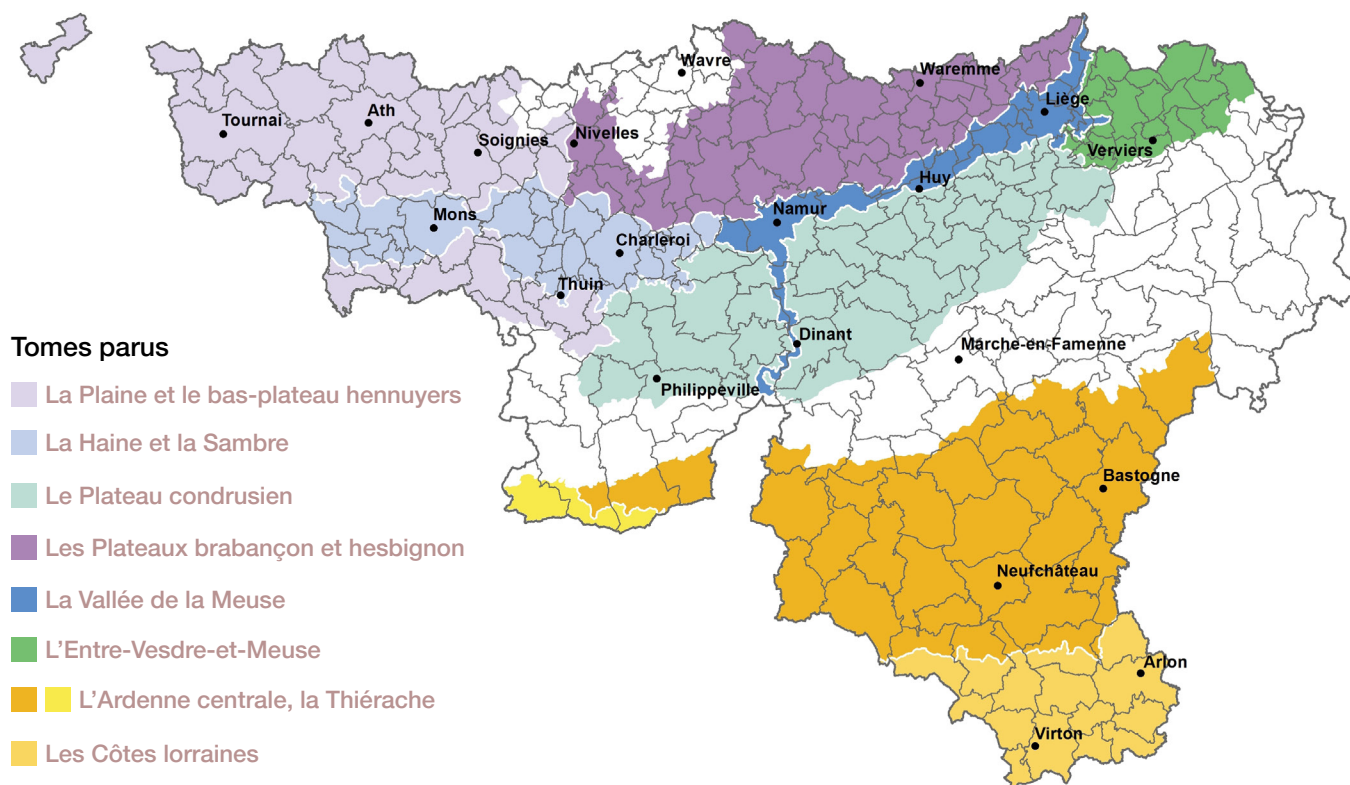 Wavre
Waremme
Ath
Liège
Tournai
Soignies
Nivelles
Verviers
Huy
Mons
Namur
Charleroi
Thuin
Dinant
Marche-en-Famenne
Philippeville
Bastogne
Neufchâteau
Arlon
Virton
Tomes parus
La Plaine et le bas-plateau hennuyers
La Haine et la Sambre
Le Plateau condrusien
Les Plateaux brabançon et hesbignon
La Vallée de la Meuse
L’Entre-Vesdre-et-Meuse
L’Ardenne centrale, la Thiérache
Les Côtes lorraines